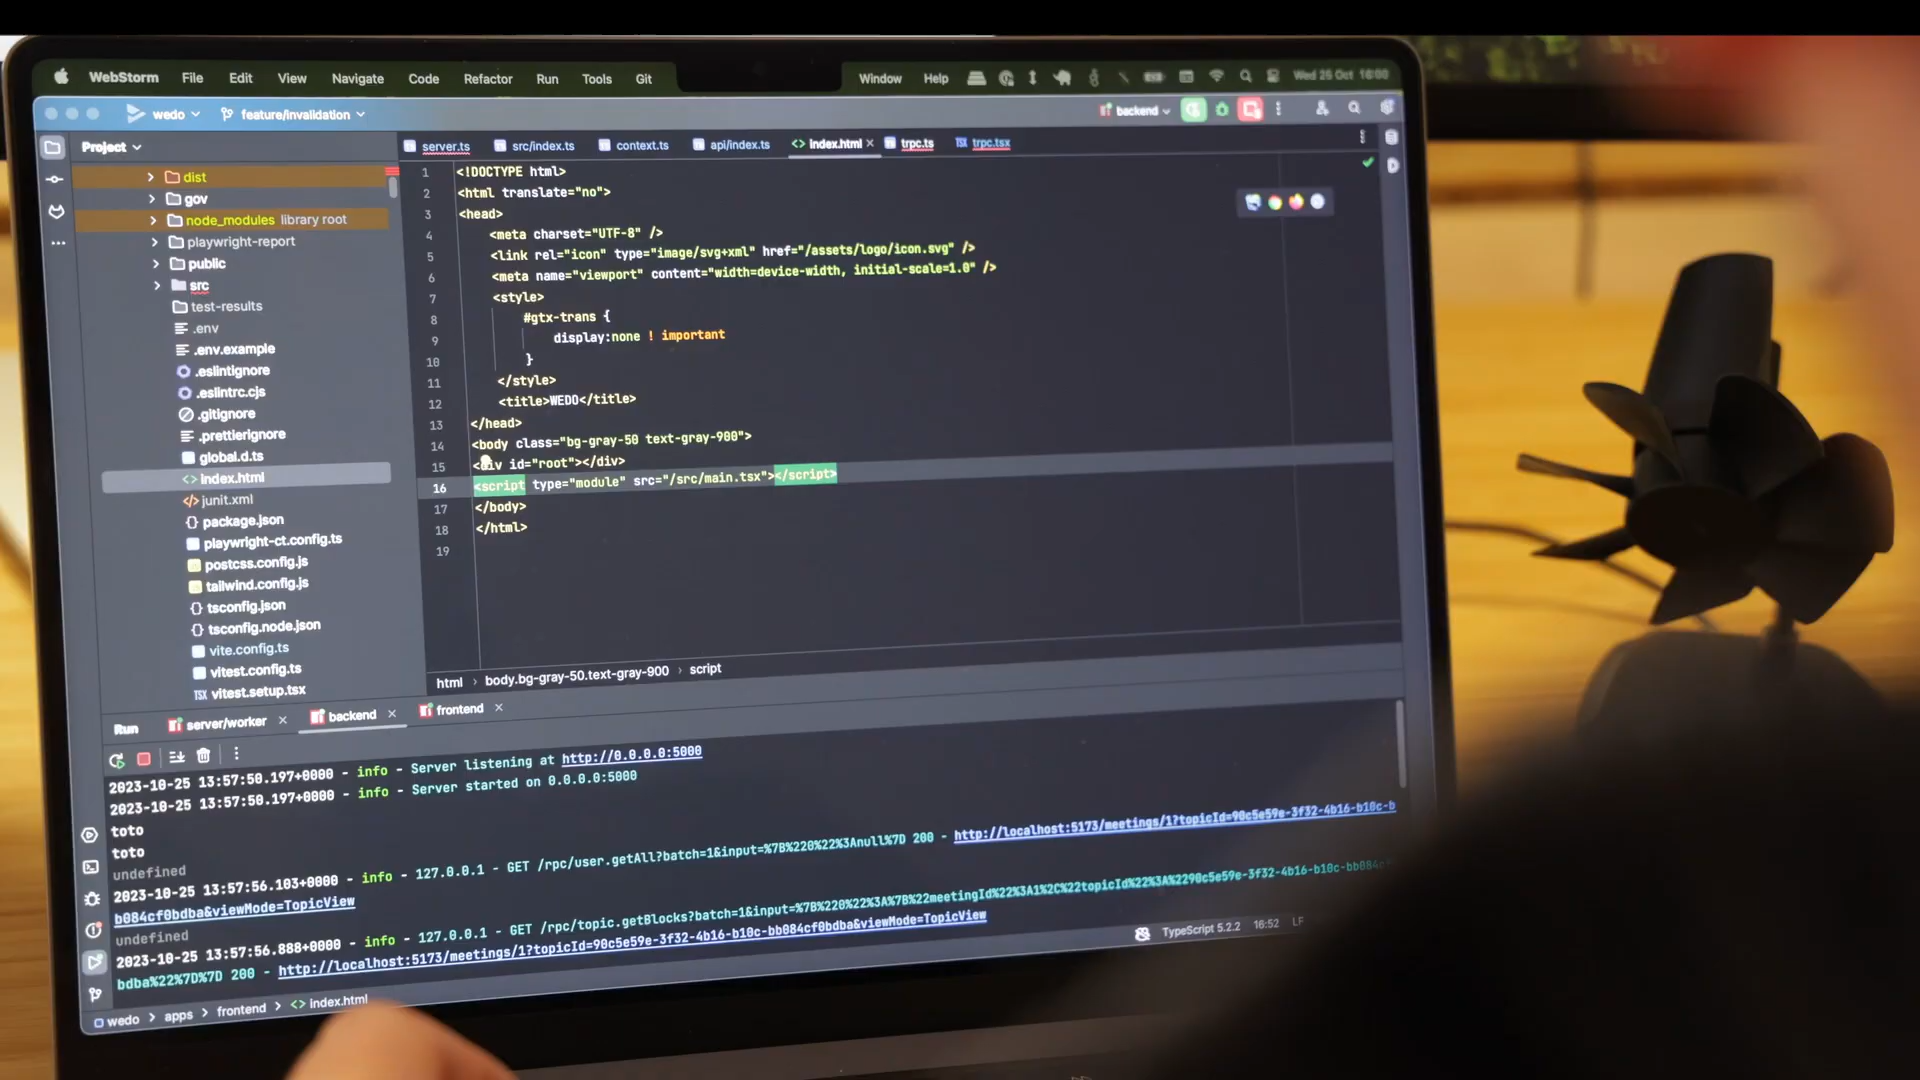 WebStorm File Edit View Navigate Code Refactor Run Tools Git Window Help Wed 25 Oct 16:00
wedo feature/invalidation backend
Project
server.ts src/index.ts context.ts api/index.ts index.html trpc.ts trpc.tsx
dist
gov
node_modules library root
playwright-report
public
src
test-results
.env
.env.example
.eslintignore
.eslintrc.cjs
.gitignore
.prettierignore
global.d.ts
index.html
junit.xml
package.json
playwright-ct.config.ts
postcss.config.js
tailwind.config.js
tsconfig.json
tsconfig.node.json
vite.config.ts
vitest.config.ts
TSX vitest.setup.tsx
1 <!DOCTYPE html>
2 <html translate="no">
3 <head>
4 <meta charset="UTF-8" />
5 <link rel="icon" type="image/svg+xml" href="/assets/logo/icon.svg" />
6 <meta name="viewport" content="width=device-width, initial-scale=1.0" />
7 <style>
8 #gtx-trans {
9 display:none ! important
10 }
11 </style>
12 <title>WEDO</title>
13 </head>
14 <body class="bg-gray-50 text-gray-900">
15 <div id="root"></div>
16 <script type="module" src="/src/main.tsx"></script>
17 </body>
18 </html>
19
html › body.bg-gray-50.text-gray-900 › script
Run server/worker backend frontend
2023-10-25 13:57:50.197+0000 - info - Server listening at http://0.0.0.0:5000
2023-10-25 13:57:50.197+0000 - info - Server started on 0.0.0.0:5000
toto
toto
undefined
2023-10-25 13:57:56.103+0000 - info - 127.0.0.1 - GET /rpc/user.getAll?batch=1&input=%7B%220%22%3Anull%7D 200 - http://localhost:5173/meetings/1?topicId=90c5e59e-3f32-4b16-b10c-b
b084cf0bdba&viewMode=TopicView
undefined
2023-10-25 13:57:56.888+0000 - info - 127.0.0.1 - GET /rpc/topic.getBlocks?batch=1&input=%7B%220%22%3A%7B%22meetingId%22%3A1%2C%22topicId%22%3A%2290c5e59e-3f32-4b16-b10c-bb084cf0
bdba%22%7D%7D 200 - http://localhost:5173/meetings/1?topicId=90c5e59e-3f32-4b16-b10c-bb084cf0bdba&viewMode=TopicView
TypeScript 5.2.2 16:52 LF
wedo › apps › frontend › index.html